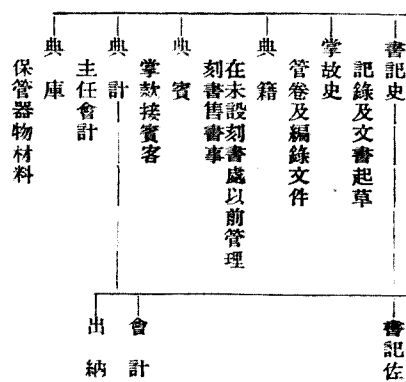 書記史
記錄及文書起草
掌故史
管卷及編錄文件
典籍
在未設刻書處以前管理
刻書售書事
典賓
掌款接賓客
典計
主任會計
典庫
保管器物材料
書記佐
會計
出納